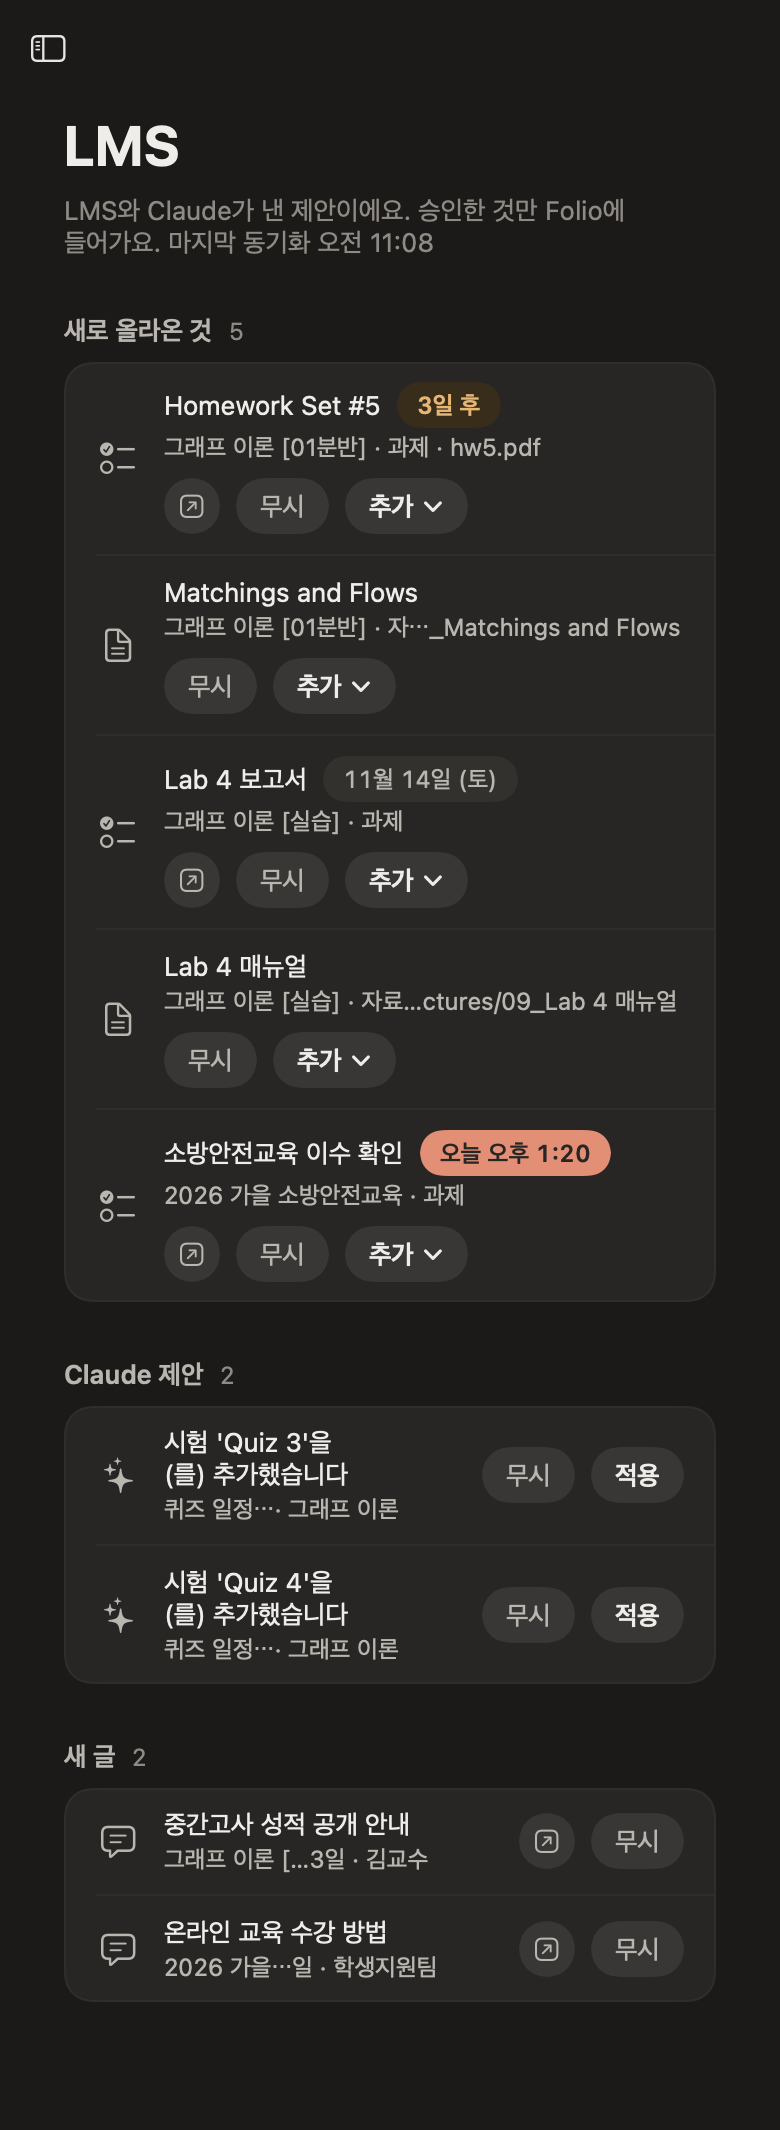 LMS
LMS와 Claude가 낸 제안이에요. 승인한 것만 Folio에
들어가요. 마지막 동기화 오전 11:08
새로 올라온 것 5
Homework Set #5 3일 후
그래프 이론 [01분반] · 과제 · hw5.pdf
무시 추가
Matchings and Flows
그래프 이론 [01분반] · 자…_Matchings and Flows
무시 추가
Lab 4 보고서 11월 14일 (토)
그래프 이론 [실습] · 과제
무시 추가
Lab 4 매뉴얼
그래프 이론 [실습] · 자료...ctures/09_Lab 4 매뉴얼
무시 추가
소방안전교육 이수 확인 오늘 오후 1:20
2026 가을 소방안전교육 · 과제
무시 추가
Claude 제안 2
시험 'Quiz 3'을
(를) 추가했습니다
퀴즈 일정…· 그래프 이론
무시 적용
시험 'Quiz 4'을
(를) 추가했습니다
퀴즈 일정…· 그래프 이론
무시 적용
새 글 2
중간고사 성적 공개 안내
그래프 이론 [...3일 · 김교수
무시
온라인 교육 수강 방법
2026 가을…일 · 학생지원팀
무시